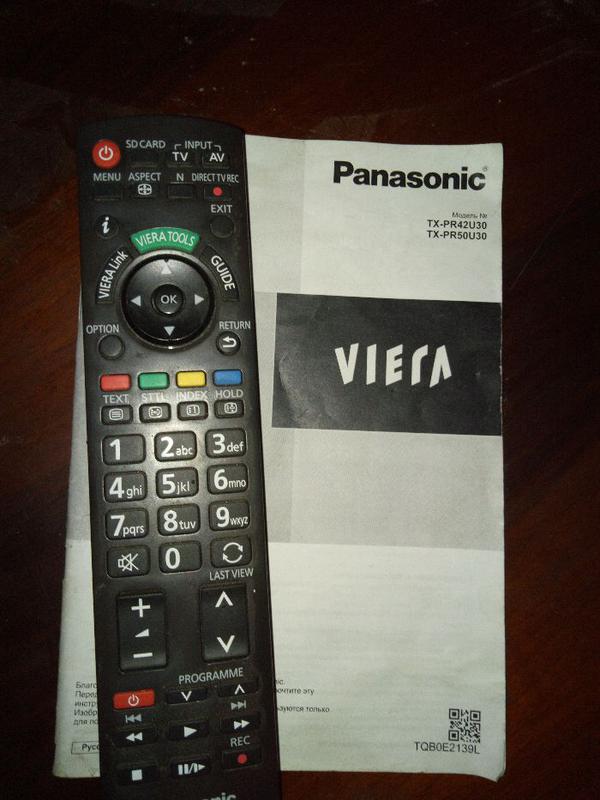 SD CARD
INPUT
TV AV
MENU ASPECT N DIRECT TV REC
EXIT
i
VIERA TOOLS
VIERA Link
GUIDE
OK
OPTION
RETURN
TEXT STTL INDEX HOLD
1 2abc 3def
4ghi 5jkl 6mno
7pqrs 8tuv 9wxyz
0
LAST VIEW
+
−
PROGRAMME
REC
Panasonic
Модель №
TX-PR42U30
TX-PR50U30
VIErA
TQB0E2139L